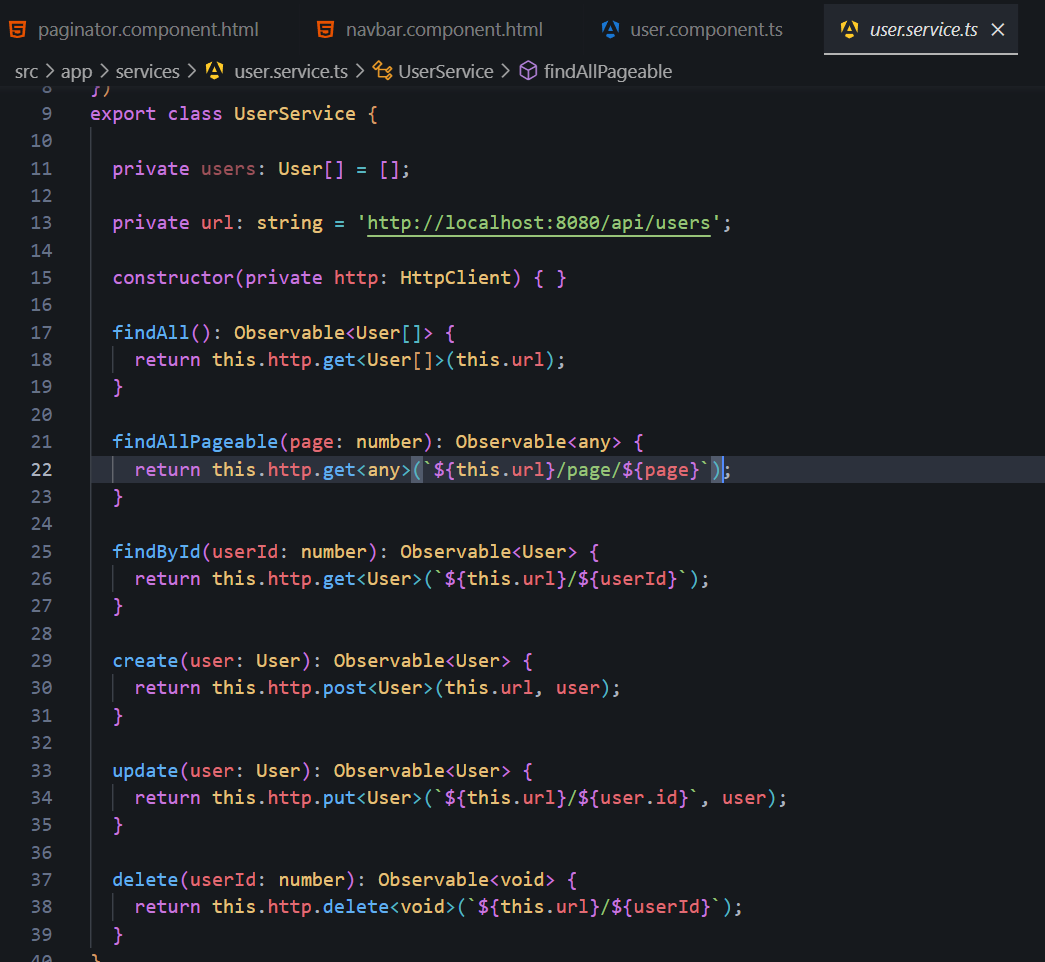 paginator.component.html navbar.component.html user.component.ts user.service.ts
src > app > services > user.service.ts > UserService > findAllPageable
8 })
9 export class UserService {
10
11 private users: User[] = [];
12
13 private url: string = 'http://localhost:8080/api/users';
14
15 constructor(private http: HttpClient) { }
16
17 findAll(): Observable<User[]> {
18 return this.http.get<User[]>(this.url);
19 }
20
21 findAllPageable(page: number): Observable<any> {
22 return this.http.get<any>(`${this.url}/page/${page}`);
23 }
24
25 findById(userId: number): Observable<User> {
26 return this.http.get<User>(`${this.url}/${userId}`);
27 }
28
29 create(user: User): Observable<User> {
30 return this.http.post<User>(this.url, user);
31 }
32
33 update(user: User): Observable<User> {
34 return this.http.put<User>(`${this.url}/${user.id}`, user);
35 }
36
37 delete(userId: number): Observable<void> {
38 return this.http.delete<void>(`${this.url}/${userId}`);
39 }
40 }